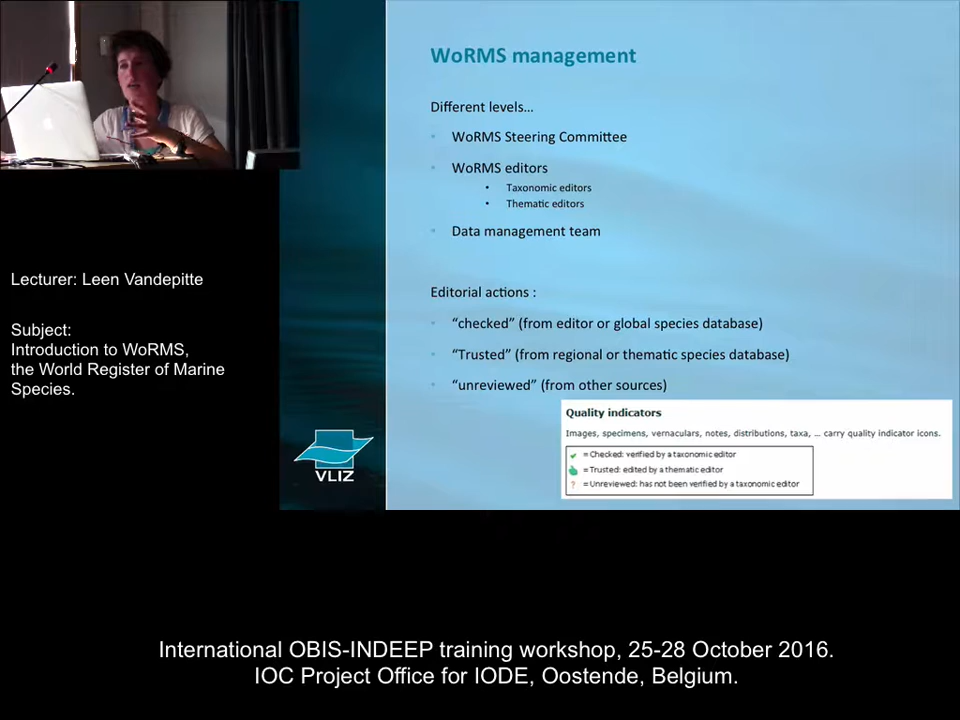 WoRMS management
Different levels…
• WoRMS Steering Committee
• WoRMS editors
• Taxonomic editors
• Thematic editors
• Data management team
Editorial actions :
• “checked” (from editor or global species database)
• “Trusted” (from regional or thematic species database)
• “unreviewed” (from other sources)
Quality indicators
Images, specimens, vernaculars, notes, distributions, taxa, ... carry quality indicator icons.
= Checked: verified by a taxonomic editor
= Trusted: edited by a thematic editor
? = Unreviewed: has not been verified by a taxonomic editor
VLIZ
Lecturer: Leen Vandepitte
Subject:
Introduction to WoRMS,
the World Register of Marine
Species.
International OBIS-INDEEP training workshop, 25-28 October 2016.
IOC Project Office for IODE, Oostende, Belgium.